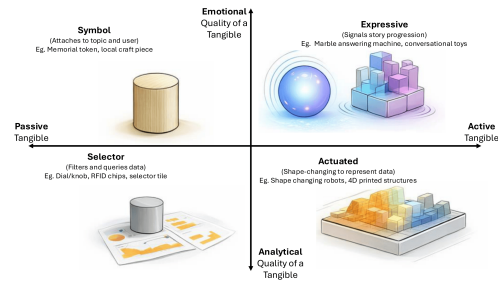 Emotional
Quality of a
Tangible
Symbol
(Attaches to topic and user)
Eg. Memorial token, local craft piece
Expressive
(Signals story progression)
Eg. Marble answering machine, conversational toys
Passive
Tangible
Active
Tangible
Selector
(Filters and queries data)
Eg. Dial/knob, RFID chips, selector tile
Actuated
(Shape-changing to represent data)
Eg. Shape changing robots, 4D printed structures
Analytical
Quality of a
Tangible